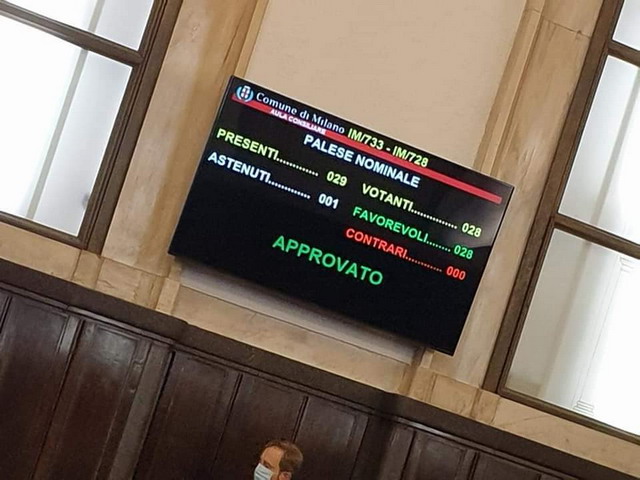 Comune di Milano
AULA CONSILIARE
IM/733 - IM/728
PALESE NOMINALE
PRESENTI............ 029
VOTANTI............. 028
ASTENUTI............ 001
FAVOREVOLI....... 028
CONTRARI........... 000
APPROVATO